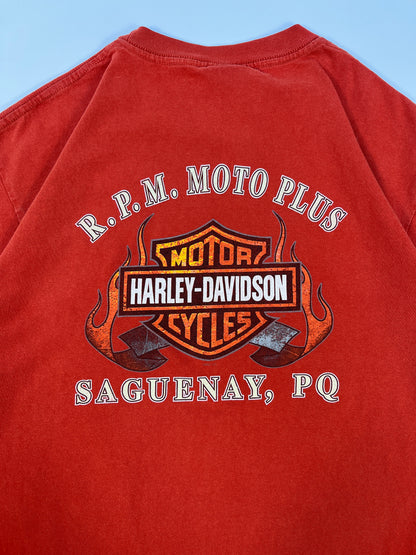 R.P.M. MOTO PLUS
MOTOR
HARLEY-DAVIDSON
CYCLES
SAGUENAY, PQ